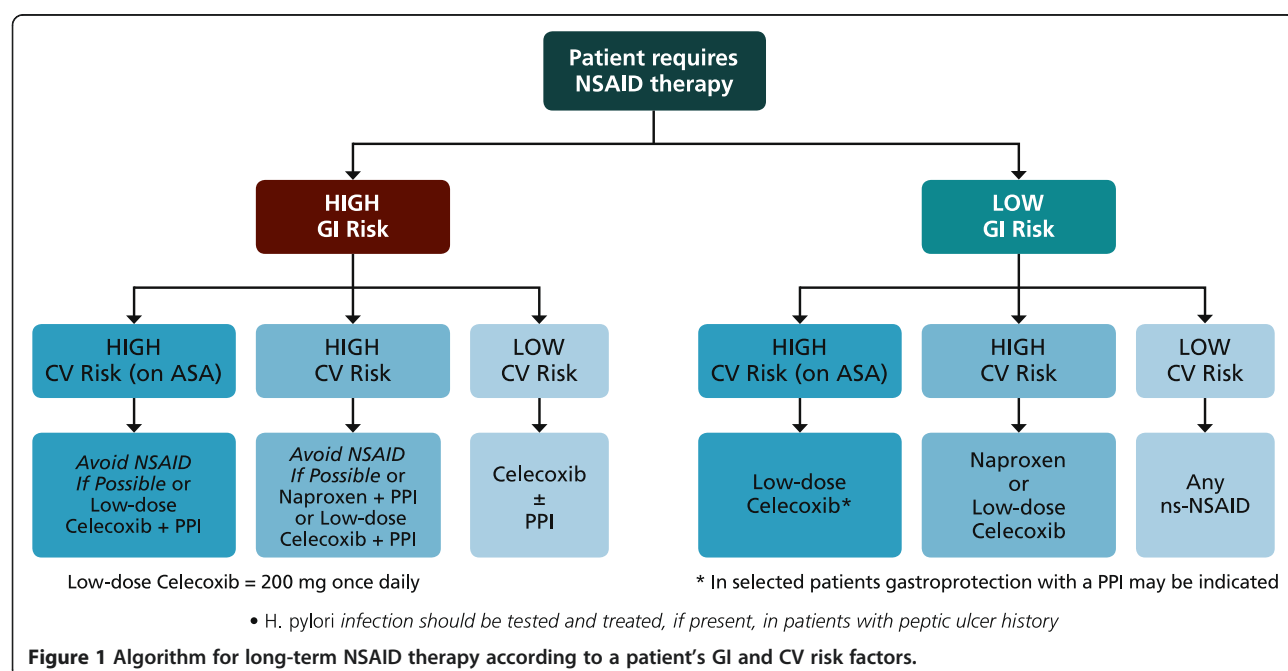 Patient requires
NSAID therapy
HIGH
GI Risk
LOW
GI Risk
HIGH
CV Risk (on ASA)
HIGH
CV Risk
LOW
CV Risk
HIGH
CV Risk (on ASA)
HIGH
CV Risk
LOW
CV Risk
Avoid NSAID
If Possible or
Low-dose
Celecoxib + PPI
Avoid NSAID
If Possible or
Naproxen + PPI
or Low-dose
Celecoxib + PPI
Celecoxib
±
PPI
Low-dose
Celecoxib*
Naproxen
or
Low-dose
Celecoxib
Any
ns-NSAID
Low-dose Celecoxib = 200 mg once daily
* In selected patients gastroprotection with a PPI may be indicated
• H. pylori infection should be tested and treated, if present, in patients with peptic ulcer history
Figure 1 Algorithm for long-term NSAID therapy according to a patient's GI and CV risk factors.